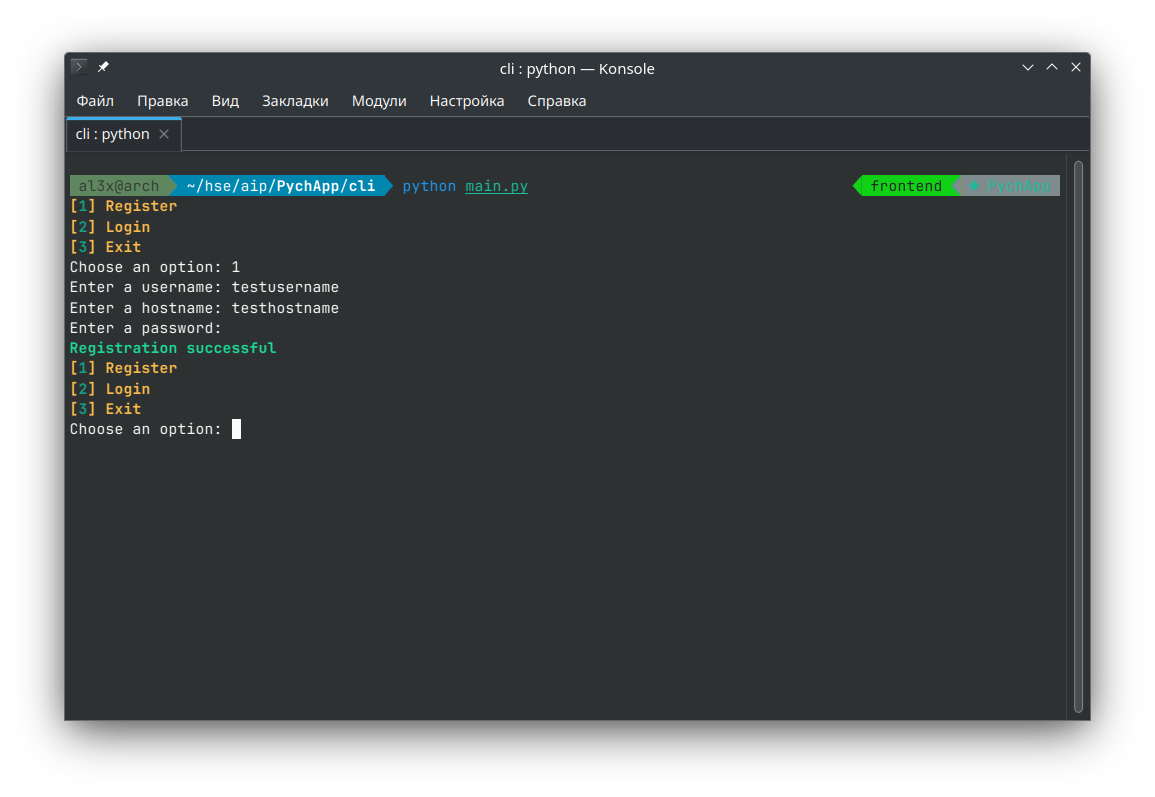 cli : python — Konsole
Файл Правка Вид Закладки Модули Настройка Справка
cli : python
al3x@arch ~/hse/aip/PychApp/cli python main.py frontend PychApp
[1] Register
[2] Login
[3] Exit
Choose an option: 1
Enter a username: testusername
Enter a hostname: testhostname
Enter a password:
Registration successful
[1] Register
[2] Login
[3] Exit
Choose an option: